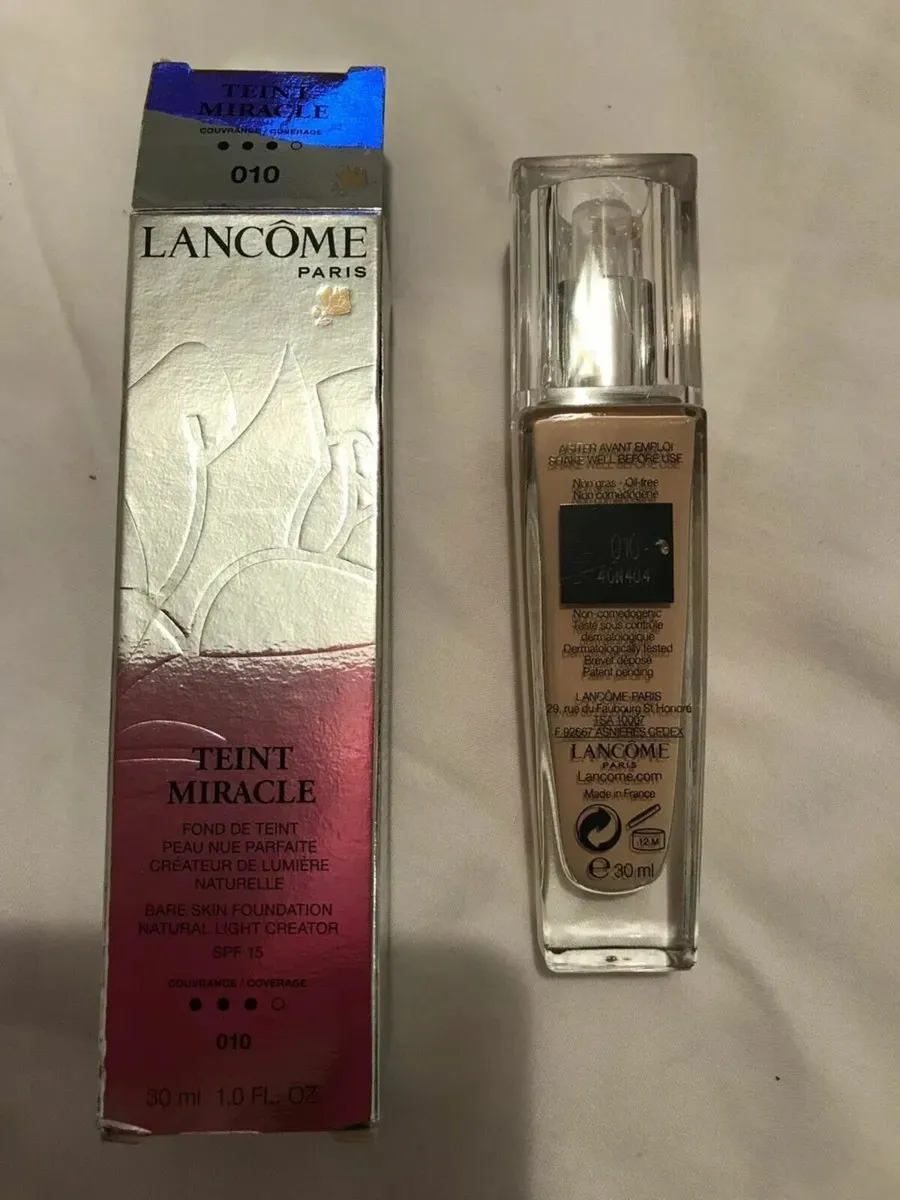 TEINT
MIRACLE
COUVRANCE / COVERAGE
010
LANCÔME
PARIS
TEINT
MIRACLE
FOND DE TEINT
PEAU NUE PARFAITE
CRÉATEUR DE LUMIÈRE
NATURELLE
BARE SKIN FOUNDATION
NATURAL LIGHT CREATOR
SPF 15
COUVRANCE / COVERAGE
010
30 ml 1.0 FL. OZ.
AGITER AVANT EMPLOI
SHAKE WELL BEFORE USE
Non gras - Oil-free
Non comédogène
010
40N404
Non-comedogenic
Testé sous contrôle
dermatologique
Dermatologically tested
Brevet déposé
Patent pending
LANCÔME-PARIS
29, rue du Faubourg St Honoré
TSA 10007
F 92667 ASNIÈRES CEDEX
LANCÔME
PARIS
Lancome.com
Made in France
12 M
e 30 ml